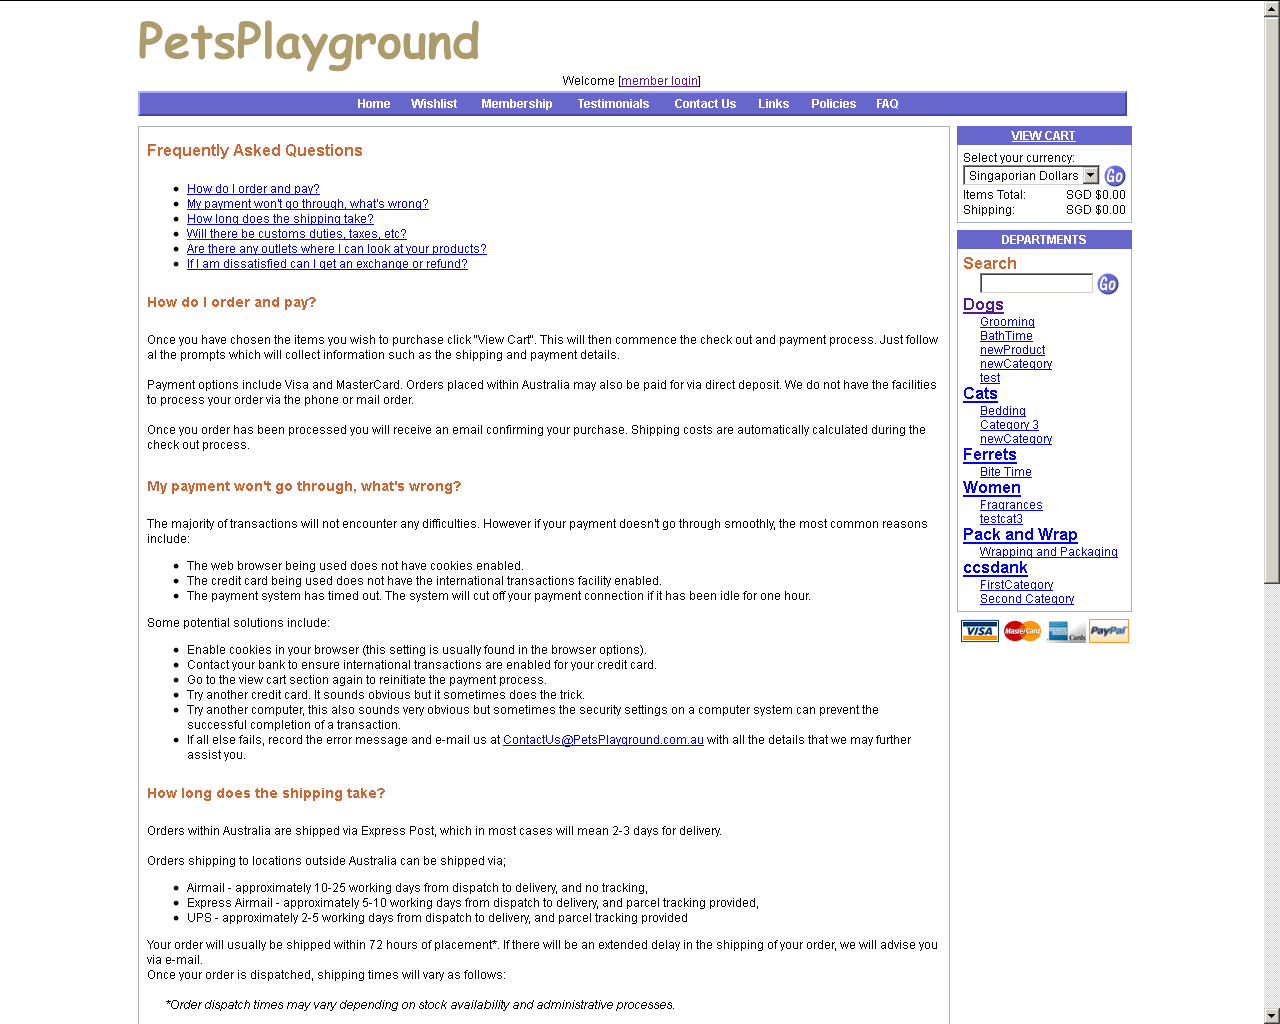 PetsPlayground
Welcome [member login]
Home Wishlist Membership Testimonials Contact Us Links Policies FAQ
Frequently Asked Questions
How do I order and pay?
My payment won't go through, what's wrong?
How long does the shipping take?
Will there be customs duties, taxes, etc?
Are there any outlets where I can look at your products?
If I am dissatisfied can I get an exchange or refund?
How do I order and pay?
Once you have chosen the items you wish to purchase click "View Cart". This will then commence the check out and payment process. Just follow
al the prompts which will collect information such as the shipping and payment details.
Payment options include Visa and MasterCard. Orders placed within Australia may also be paid for via direct deposit. We do not have the facilities
to process your order via the phone or mail order.
Once you order has been processed you will receive an email confirming your purchase. Shipping costs are automatically calculated during the
check out process.
My payment won't go through, what's wrong?
The majority of transactions will not encounter any difficulties. However if your payment doesn't go through smoothly, the most common reasons
include:
The web browser being used does not have cookies enabled.
The credit card being used does not have the international transactions facility enabled.
The payment system has timed out. The system will cut off your payment connection if it has been idle for one hour.
Some potential solutions include:
Enable cookies in your browser (this setting is usually found in the browser options).
Contact your bank to ensure international transactions are enabled for your credit card.
Go to the view cart section again to reinitiate the payment process.
Try another credit card. It sounds obvious but it sometimes does the trick.
Try another computer, this also sounds very obvious but sometimes the security settings on a computer system can prevent the
successful completion of a transaction.
If all else fails, record the error message and e-mail us at ContactUs@PetsPlayground.com.au with all the details that we may further
assist you.
How long does the shipping take?
Orders within Australia are shipped via Express Post, which in most cases will mean 2-3 days for delivery.
Orders shipping to locations outside Australia can be shipped via;
Airmail - approximately 10-25 working days from dispatch to delivery, and no tracking,
Express Airmail - approximately 5-10 working days from dispatch to delivery, and parcel tracking provided,
UPS - approximately 2-5 working days from dispatch to delivery, and parcel tracking provided
Your order will usually be shipped within 72 hours of placement*. If there will be an extended delay in the shipping of your order, we will advise you
via e-mail.
Once your order is dispatched, shipping times will vary as follows:
*Order dispatch times may vary depending on stock availability and administrative processes.
VIEW CART
Select your currency:
Singaporian Dollars Go
Items Total: SGD $0.00
Shipping: SGD $0.00
DEPARTMENTS
Search
Go
Dogs
Grooming
BathTime
newProduct
newCategory
test
Cats
Bedding
Category 3
newCategory
Ferrets
Bite Time
Women
Fragrances
testcat3
Pack and Wrap
Wrapping and Packaging
ccsdank
FirstCategory
Second Category
VISA MasterCard AMERICAN EXPRESS Cards PayPal